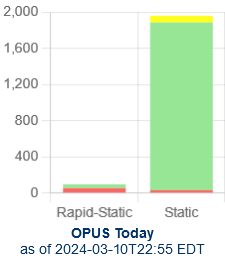 2,000
1,600
1,200
800
400
0
Rapid-Static Static
OPUS Today
as of 2024-03-10T22:55 EDT